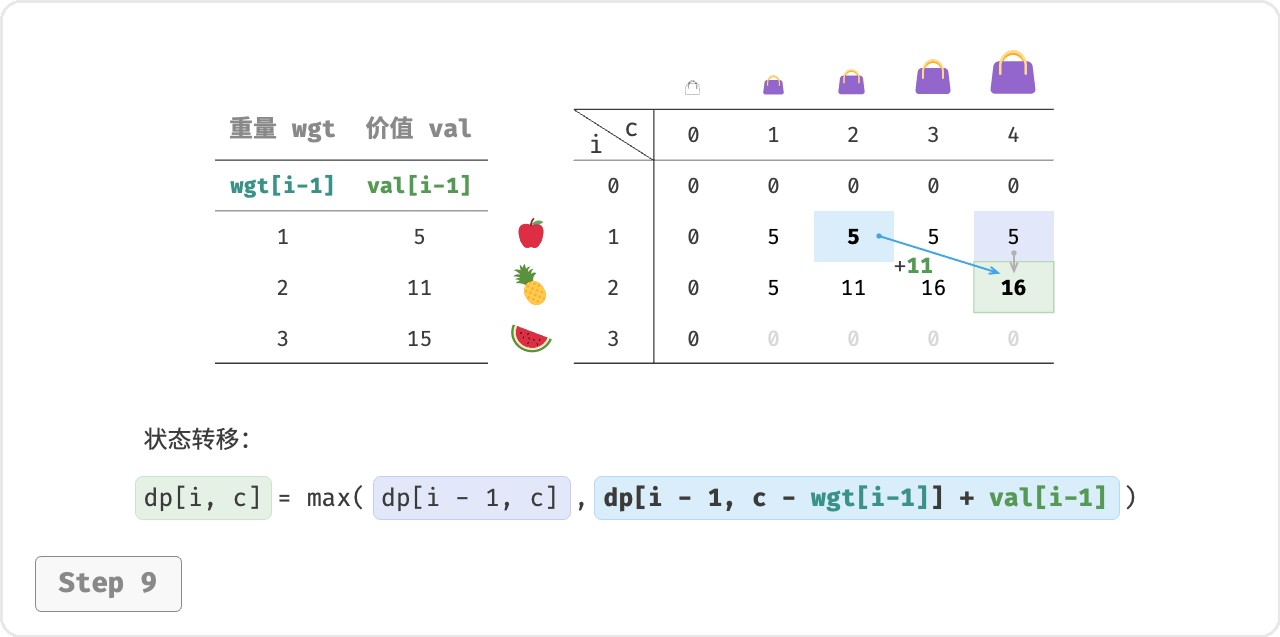 重量 wgt 价值 val
wgt[i-1] val[i-1]
1 5
2 11
3 15
i c 0 1 2 3 4
0 0 0 0 0 0
1 0 5 5 5 5
+11
2 0 5 11 16 16
3 0 0 0 0 0
状态转移：
dp[i, c] = max( dp[i - 1, c] , dp[i - 1, c - wgt[i-1]] + val[i-1] )
Step 9